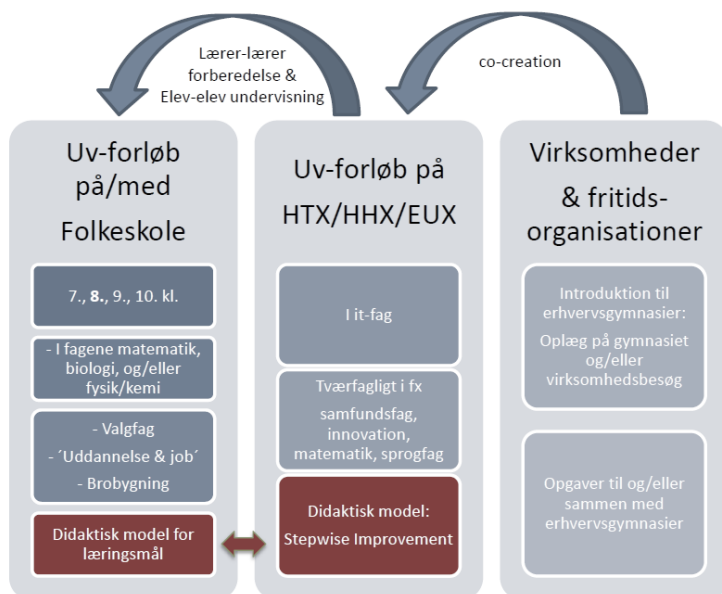 Lærer-lærer
forberedelse &
Elev-elev undervisning
co-creation
Uv-forløb
på/med
Folkeskole
7., 8., 9., 10. kl.
- I fagene matematik,
biologi, og/eller
fysik/kemi
- Valgfag
- ´Uddannelse & job´
- Brobygning
Didaktisk model for
læringsmål
Uv-forløb på
HTX/HHX/EUX
I it-fag
Tværfagligt i fx
samfundsfag,
innovation,
matematik, sprogfag
Didaktisk model:
Stepwise Improvement
Virksomheder
& fritids-
organisationer
Introduktion til
erhvervsgymnasier:
Oplæg på gymnasiet
og/eller
virksomhedsbesøg
Opgaver til og/eller
sammen med
erhvervsgymnasier